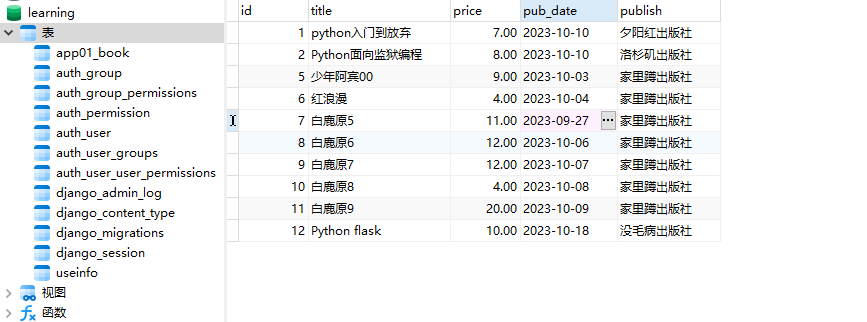 learning
表
app01_book
auth_group
auth_group_permissions
auth_permission
auth_user
auth_user_groups
auth_user_user_permissions
django_admin_log
django_content_type
django_migrations
django_session
useinfo
视图
函数
id title price pub_date publish
1 python入门到放弃 7.00 2023-10-10 夕阳红出版社
2 Python面向监狱编程 8.00 2023-10-10 洛杉矶出版社
5 少年阿宾00 9.00 2023-10-03 家里蹲出版社
6 红浪漫 4.00 2023-10-04 家里蹲出版社
7 白鹿原5 11.00 2023-09-27 家里蹲出版社
8 白鹿原6 12.00 2023-10-06 家里蹲出版社
9 白鹿原7 12.00 2023-10-07 家里蹲出版社
10 白鹿原8 4.00 2023-10-08 家里蹲出版社
11 白鹿原9 20.00 2023-10-09 家里蹲出版社
12 Python flask 10.00 2023-10-18 没毛病出版社